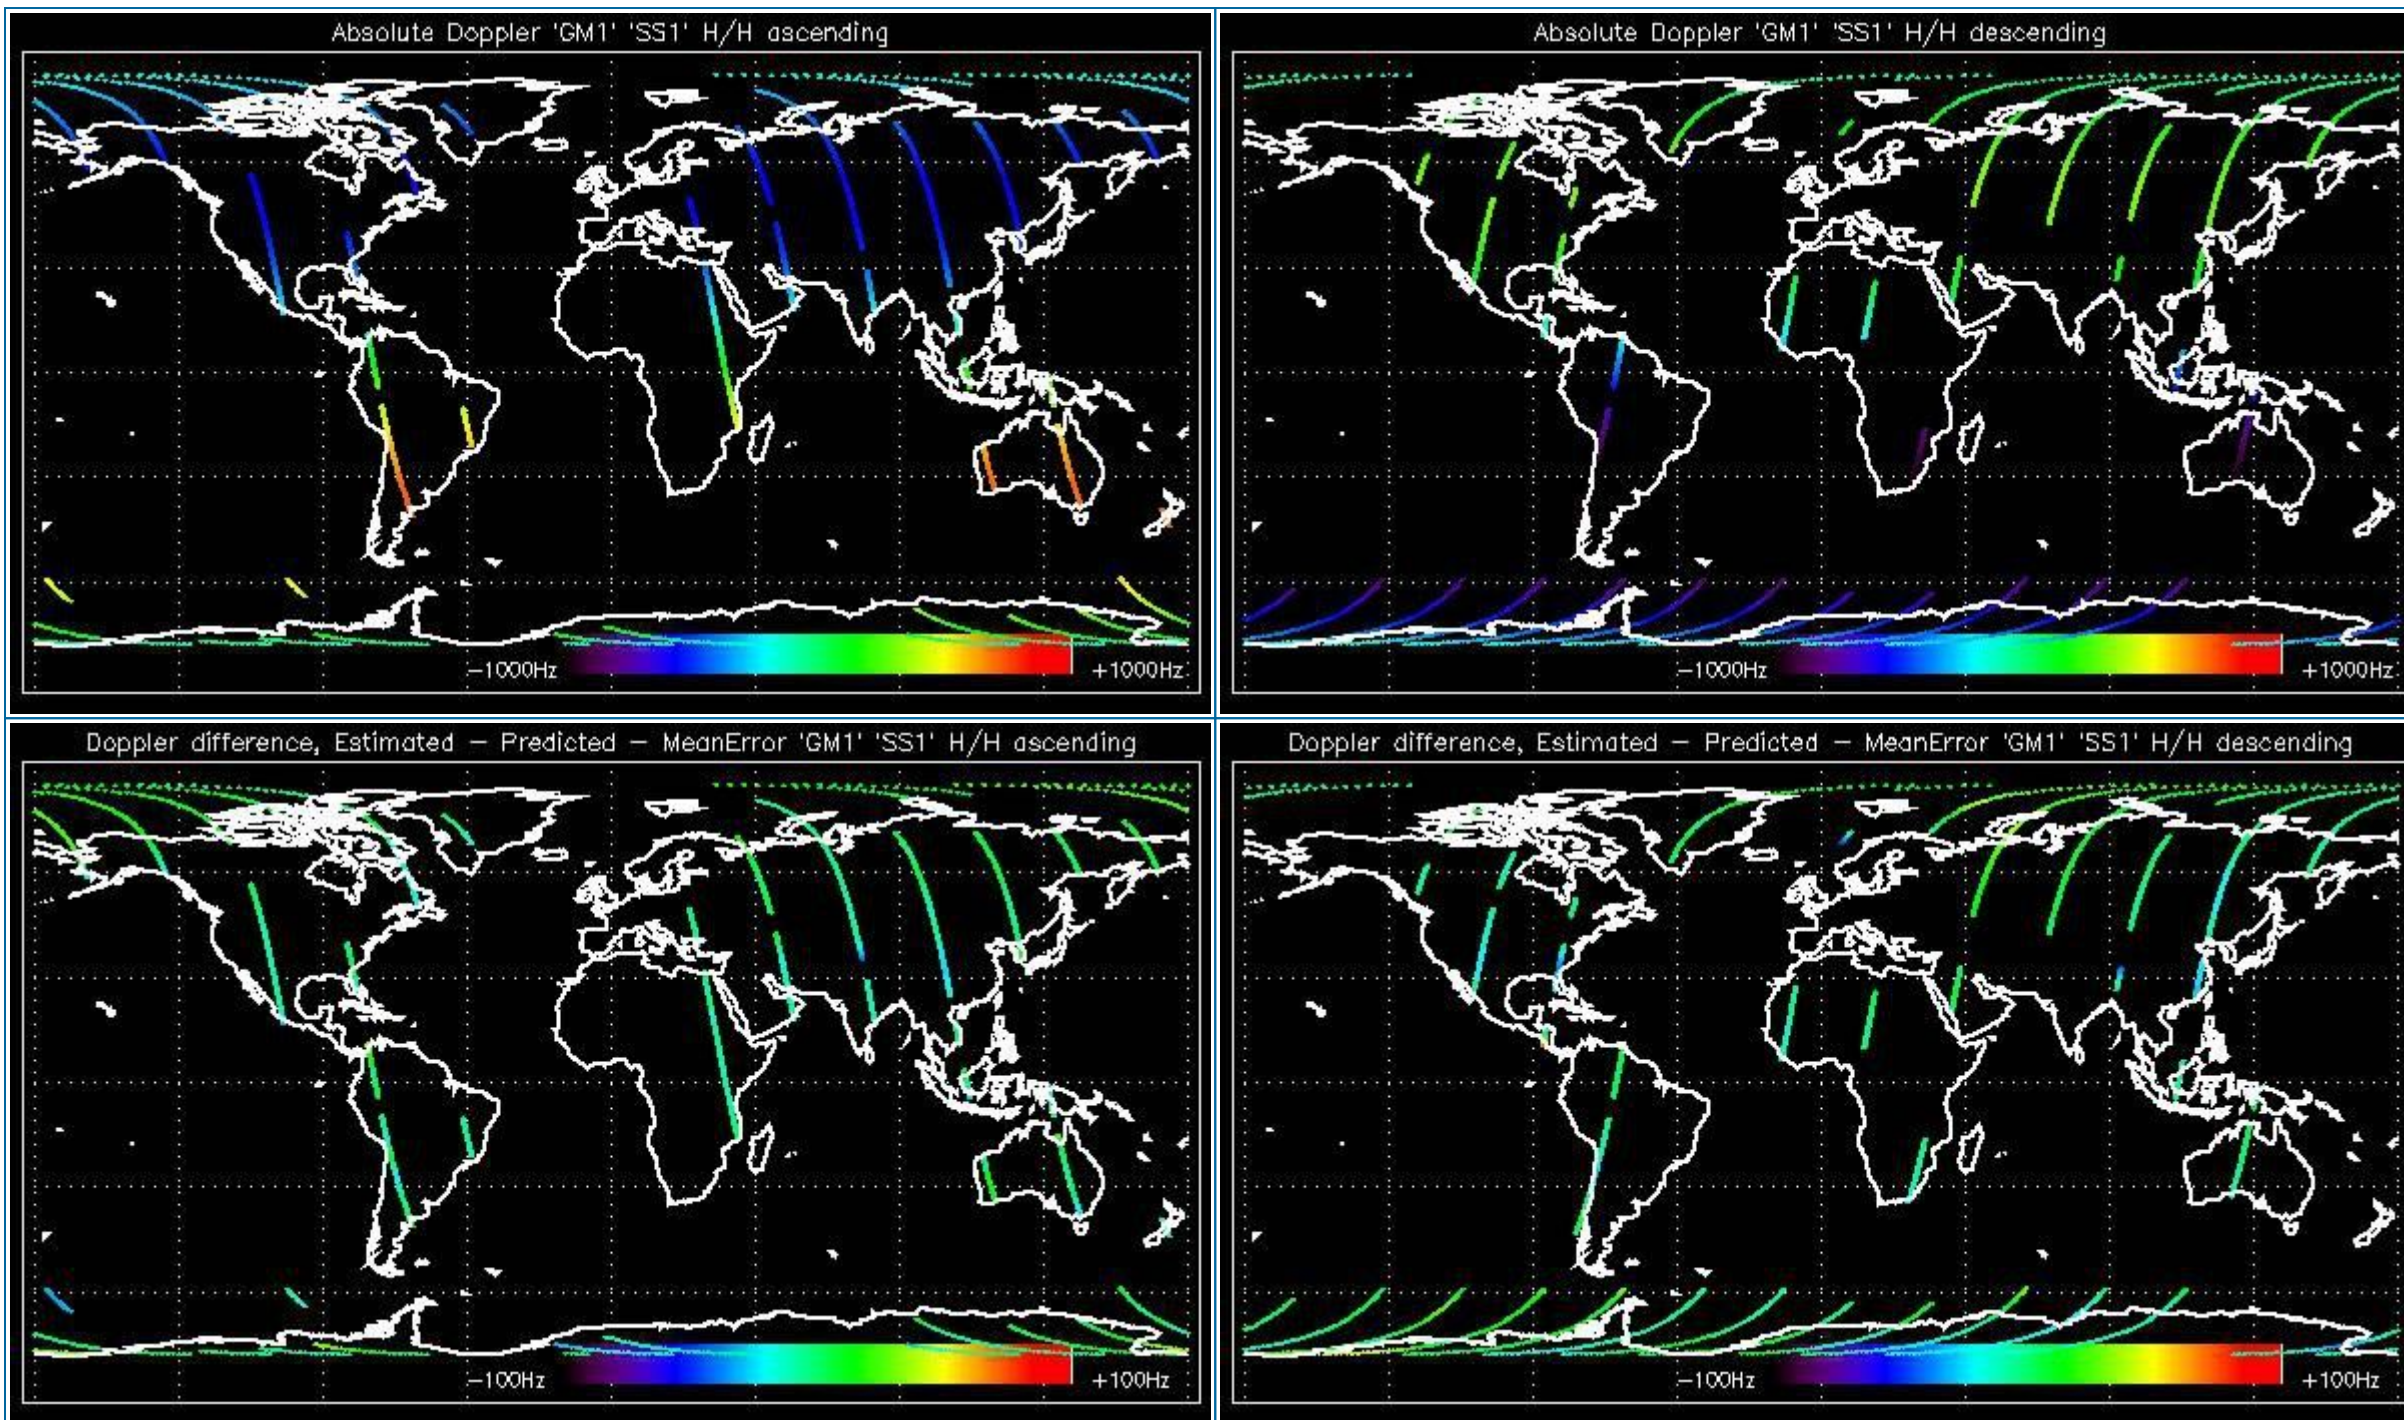 Absolute Doppler 'GM1' 'SS1' H/H ascending
-1000Hz
+1000Hz
Absolute Doppler 'GM1' 'SS1' H/H descending
-1000Hz
+1000Hz
Doppler difference, Estimated - Predicted - MeanError 'GM1' 'SS1' H/H ascending
-100Hz
+100Hz
Doppler difference, Estimated - Predicted - MeanError 'GM1' 'SS1' H/H descending
-100Hz
+100Hz